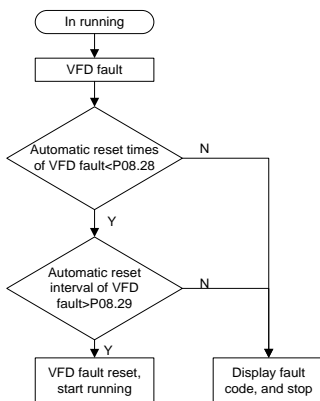 In running
VFD fault
Automatic reset times
of VFD fault<P08.28
N
Y
Automatic reset
interval of VFD
fault>P08.29
N
Y
VFD fault reset,
start running
Display fault
code, and stop